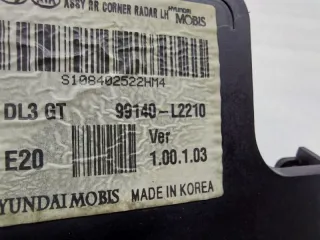 ASSY RR CORNER RADAR LH HYUNDAI MOBIS
S108402522HM4
DL3 GT 99140-L2210
E20 Ver 1.00.1.03
HYUNDAI MOBIS MADE IN KOREA